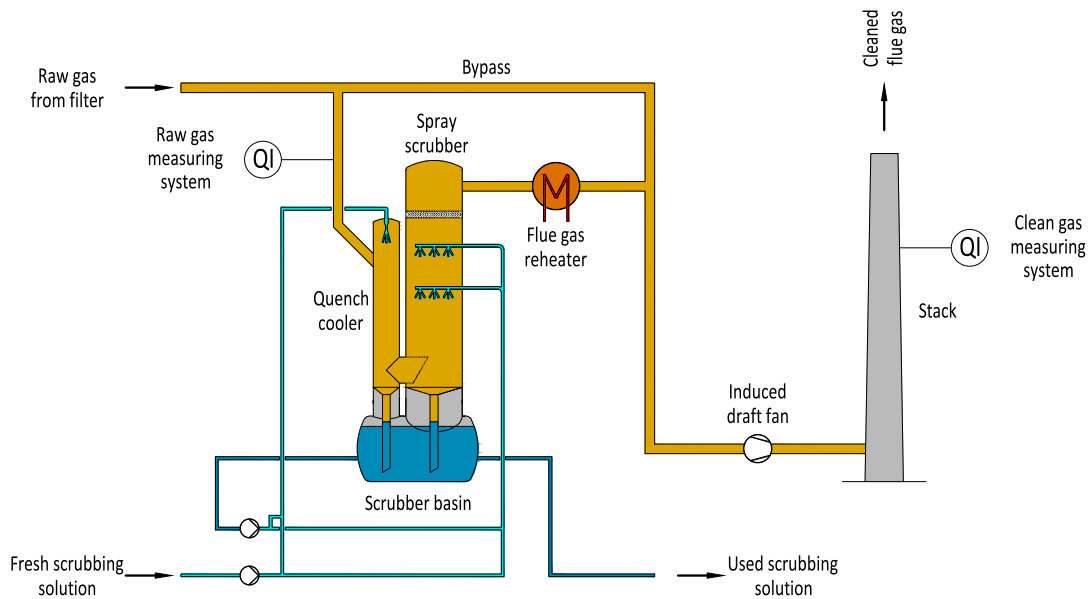 Raw gas
from filter
Bypass
Cleaned
flue gas
Raw gas
measuring
system
QI
Spray
scrubber
M
Flue gas
reheater
Quench
cooler
QI
Clean gas
measuring
system
Stack
Induced
draft fan
Scrubber basin
Fresh scrubbing
solution
Used scrubbing
solution